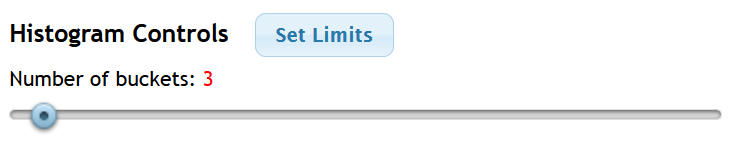 Histogram Controls Set Limits
Number of buckets: 3